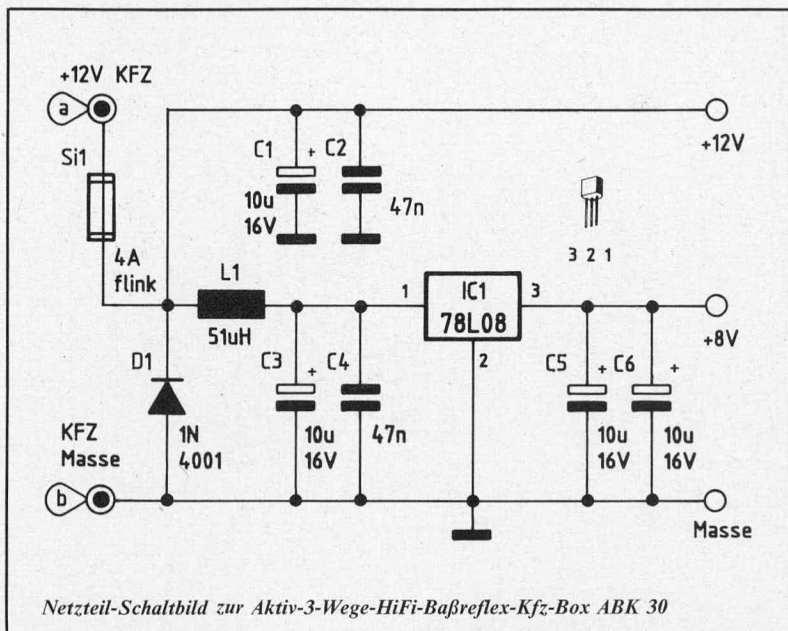 +12V KFZ
a
Si1
4A
flink
C1
+
10u
16V
C2
47n
+12V
3 2 1
L1
51uH
1
IC1
78L08
3
+8V
D1
1N
4001
C3
+
10u
16V
C4
47n
2
C5
+
10u
16V
C6
+
10u
16V
KFZ
Masse
b
Masse
Netzteil-Schaltbild zur Aktiv-3-Wege-HiFi-Baßreflex-Kfz-Box ABK 30